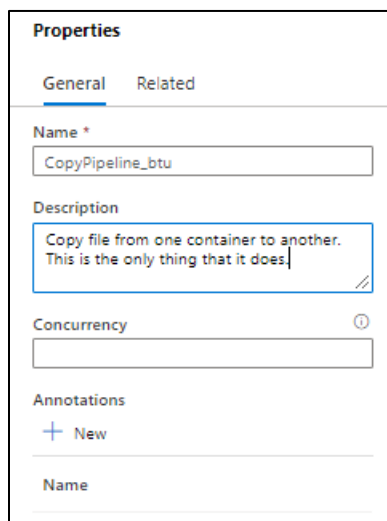 Properties
General Related
Name *
CopyPipeline_btu
Description
Copy file from one container to another.
This is the only thing that it does.
Concurrency
Annotations
+ New
Name